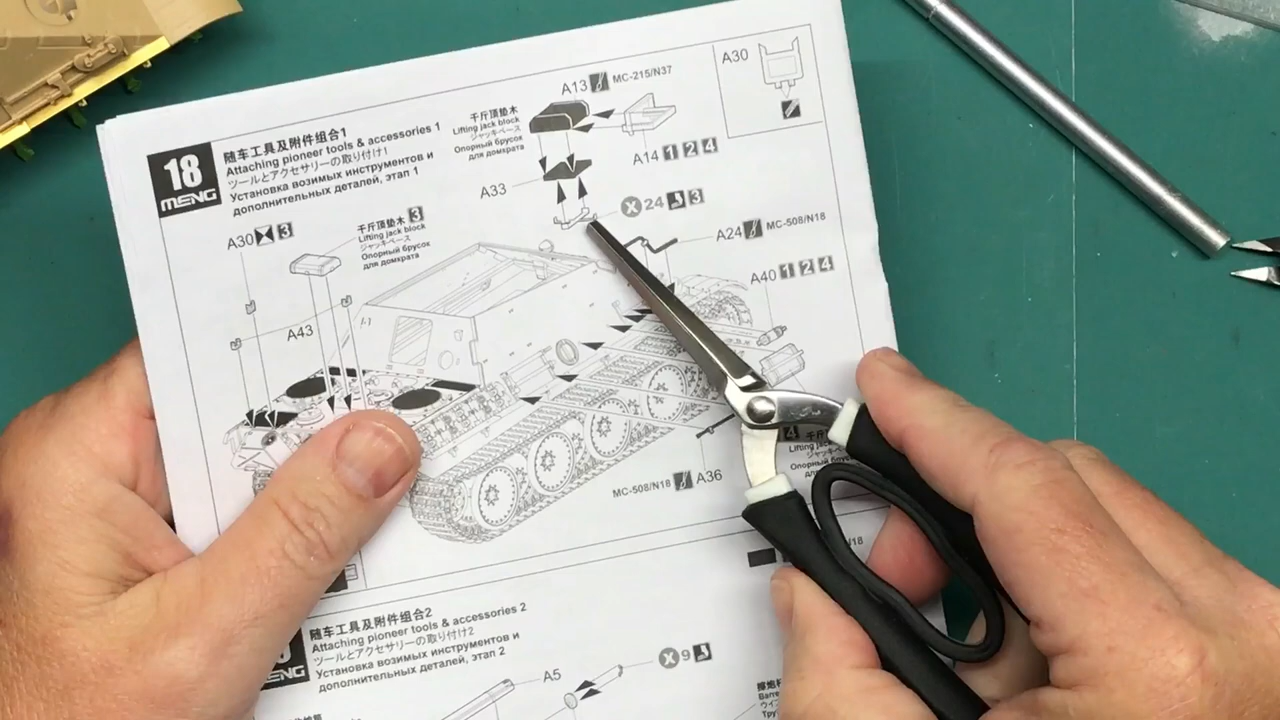 18
MENG
随车工具及附件组合1
Attaching pioneer tools & accessories 1
ツールとアクセサリーの取り付け1
Установка возимых инструментов и
дополнительных деталей, этап 1
千斤顶垫木
Lifting jack block
ジャッキベース
Опорный брусок
для домкрата
A13 MC-215/N37
A30
A14 1 2 4
A33
X 24 3
A24 MC-508/N18
A40 1 2 4
A30 3
千斤顶垫木 3
Lifting jack block
ジャッキベース
Опорный брусок
для домкрата
A43
4
Lifting jack block
MC-508/N18 A36
随车工具及附件组合2
Attaching pioneer tools & accessories 2
ツールとアクセサリーの取り付け2
Установка возимых инструментов и
дополнительных деталей, этап 2
A5
X 9